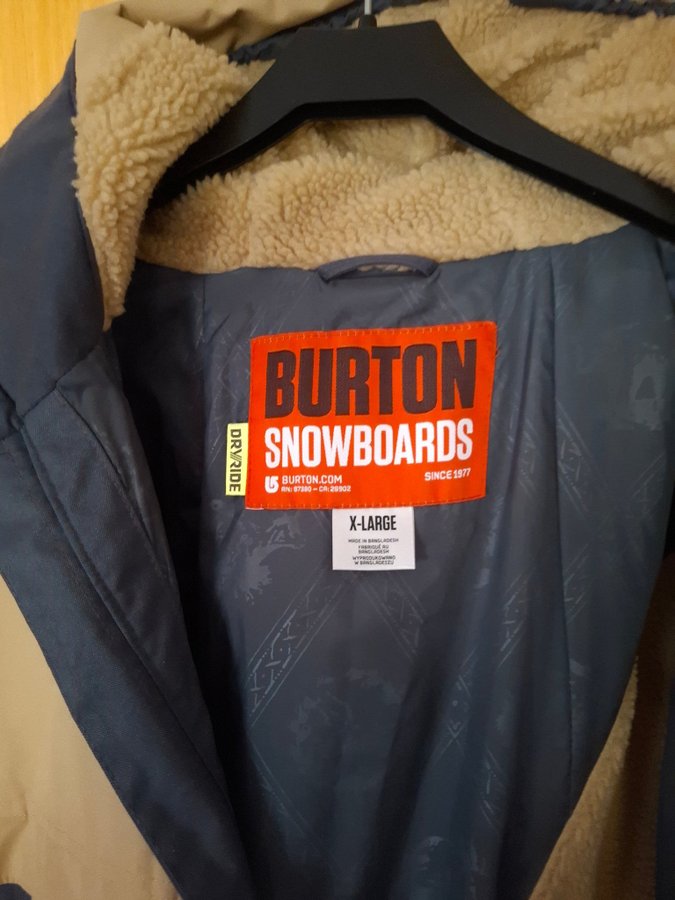 BURTON
SNOWBOARDS
BURTON.COM
SINCE 1977
RN: 87380 – CA: 28902
DRYRIDE
X-LARGE
MADE IN BANGLADESH
FABRIQUÉ AU
BANGLADESH
WYPRODUKOWANO
W BANGLADESZU